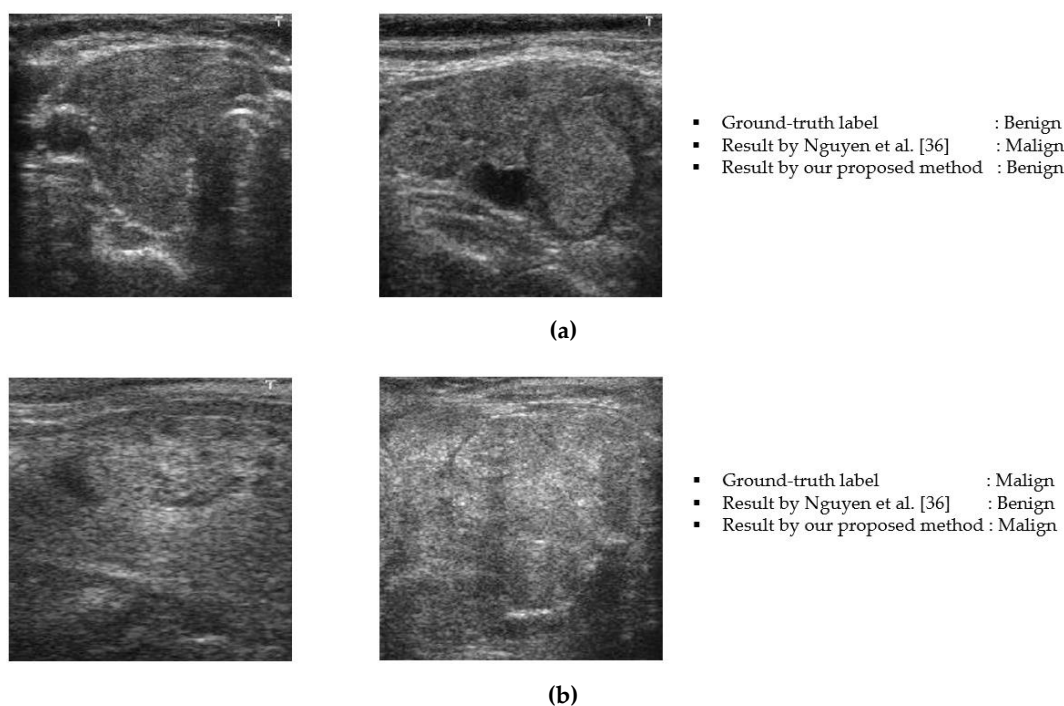 T
T
▪ Ground-truth label : Benign
▪ Result by Nguyen et al. [36] : Malign
▪ Result by our proposed method : Benign
(a)
T
▪ Ground-truth label : Malign
▪ Result by Nguyen et al. [36] : Benign
▪ Result by our proposed method : Malign
(b)